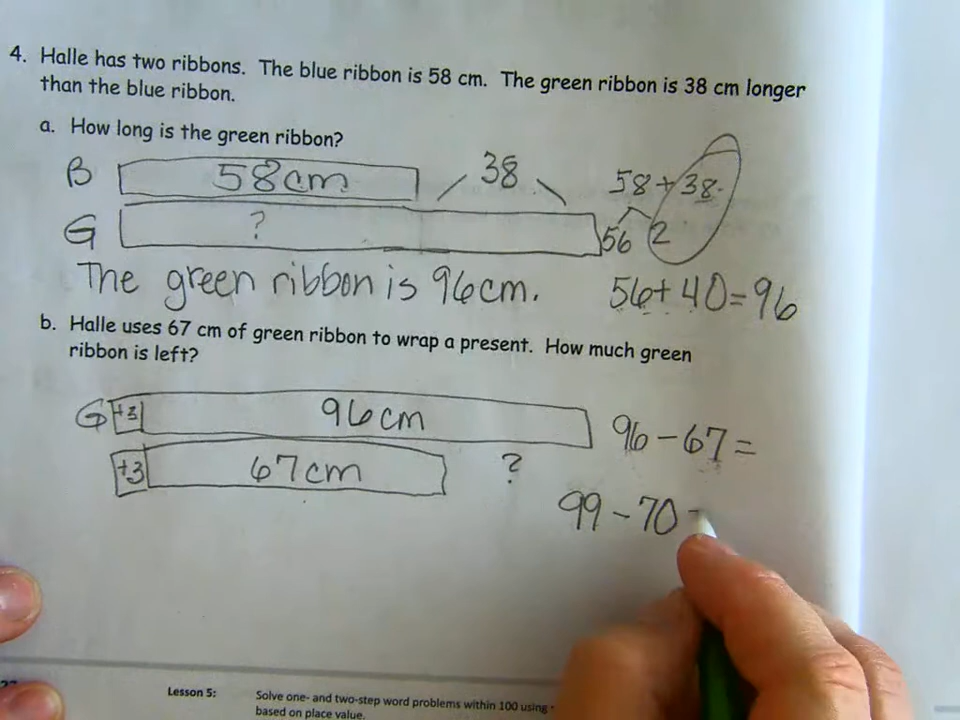 4. Halle has two ribbons. The blue ribbon is 58 cm. The green ribbon is 38 cm longer
than the blue ribbon.
a. How long is the green ribbon?
B 58cm 38 58+38
G ? 56 2
The green ribbon is 96cm. 56+40=96
b. Halle uses 67 cm of green ribbon to wrap a present. How much green
ribbon is left?
G +3 96cm 96-67=
+3 67cm ?
99-70
Lesson 5: Solve one- and two-step word problems within 100 using
based on place value.